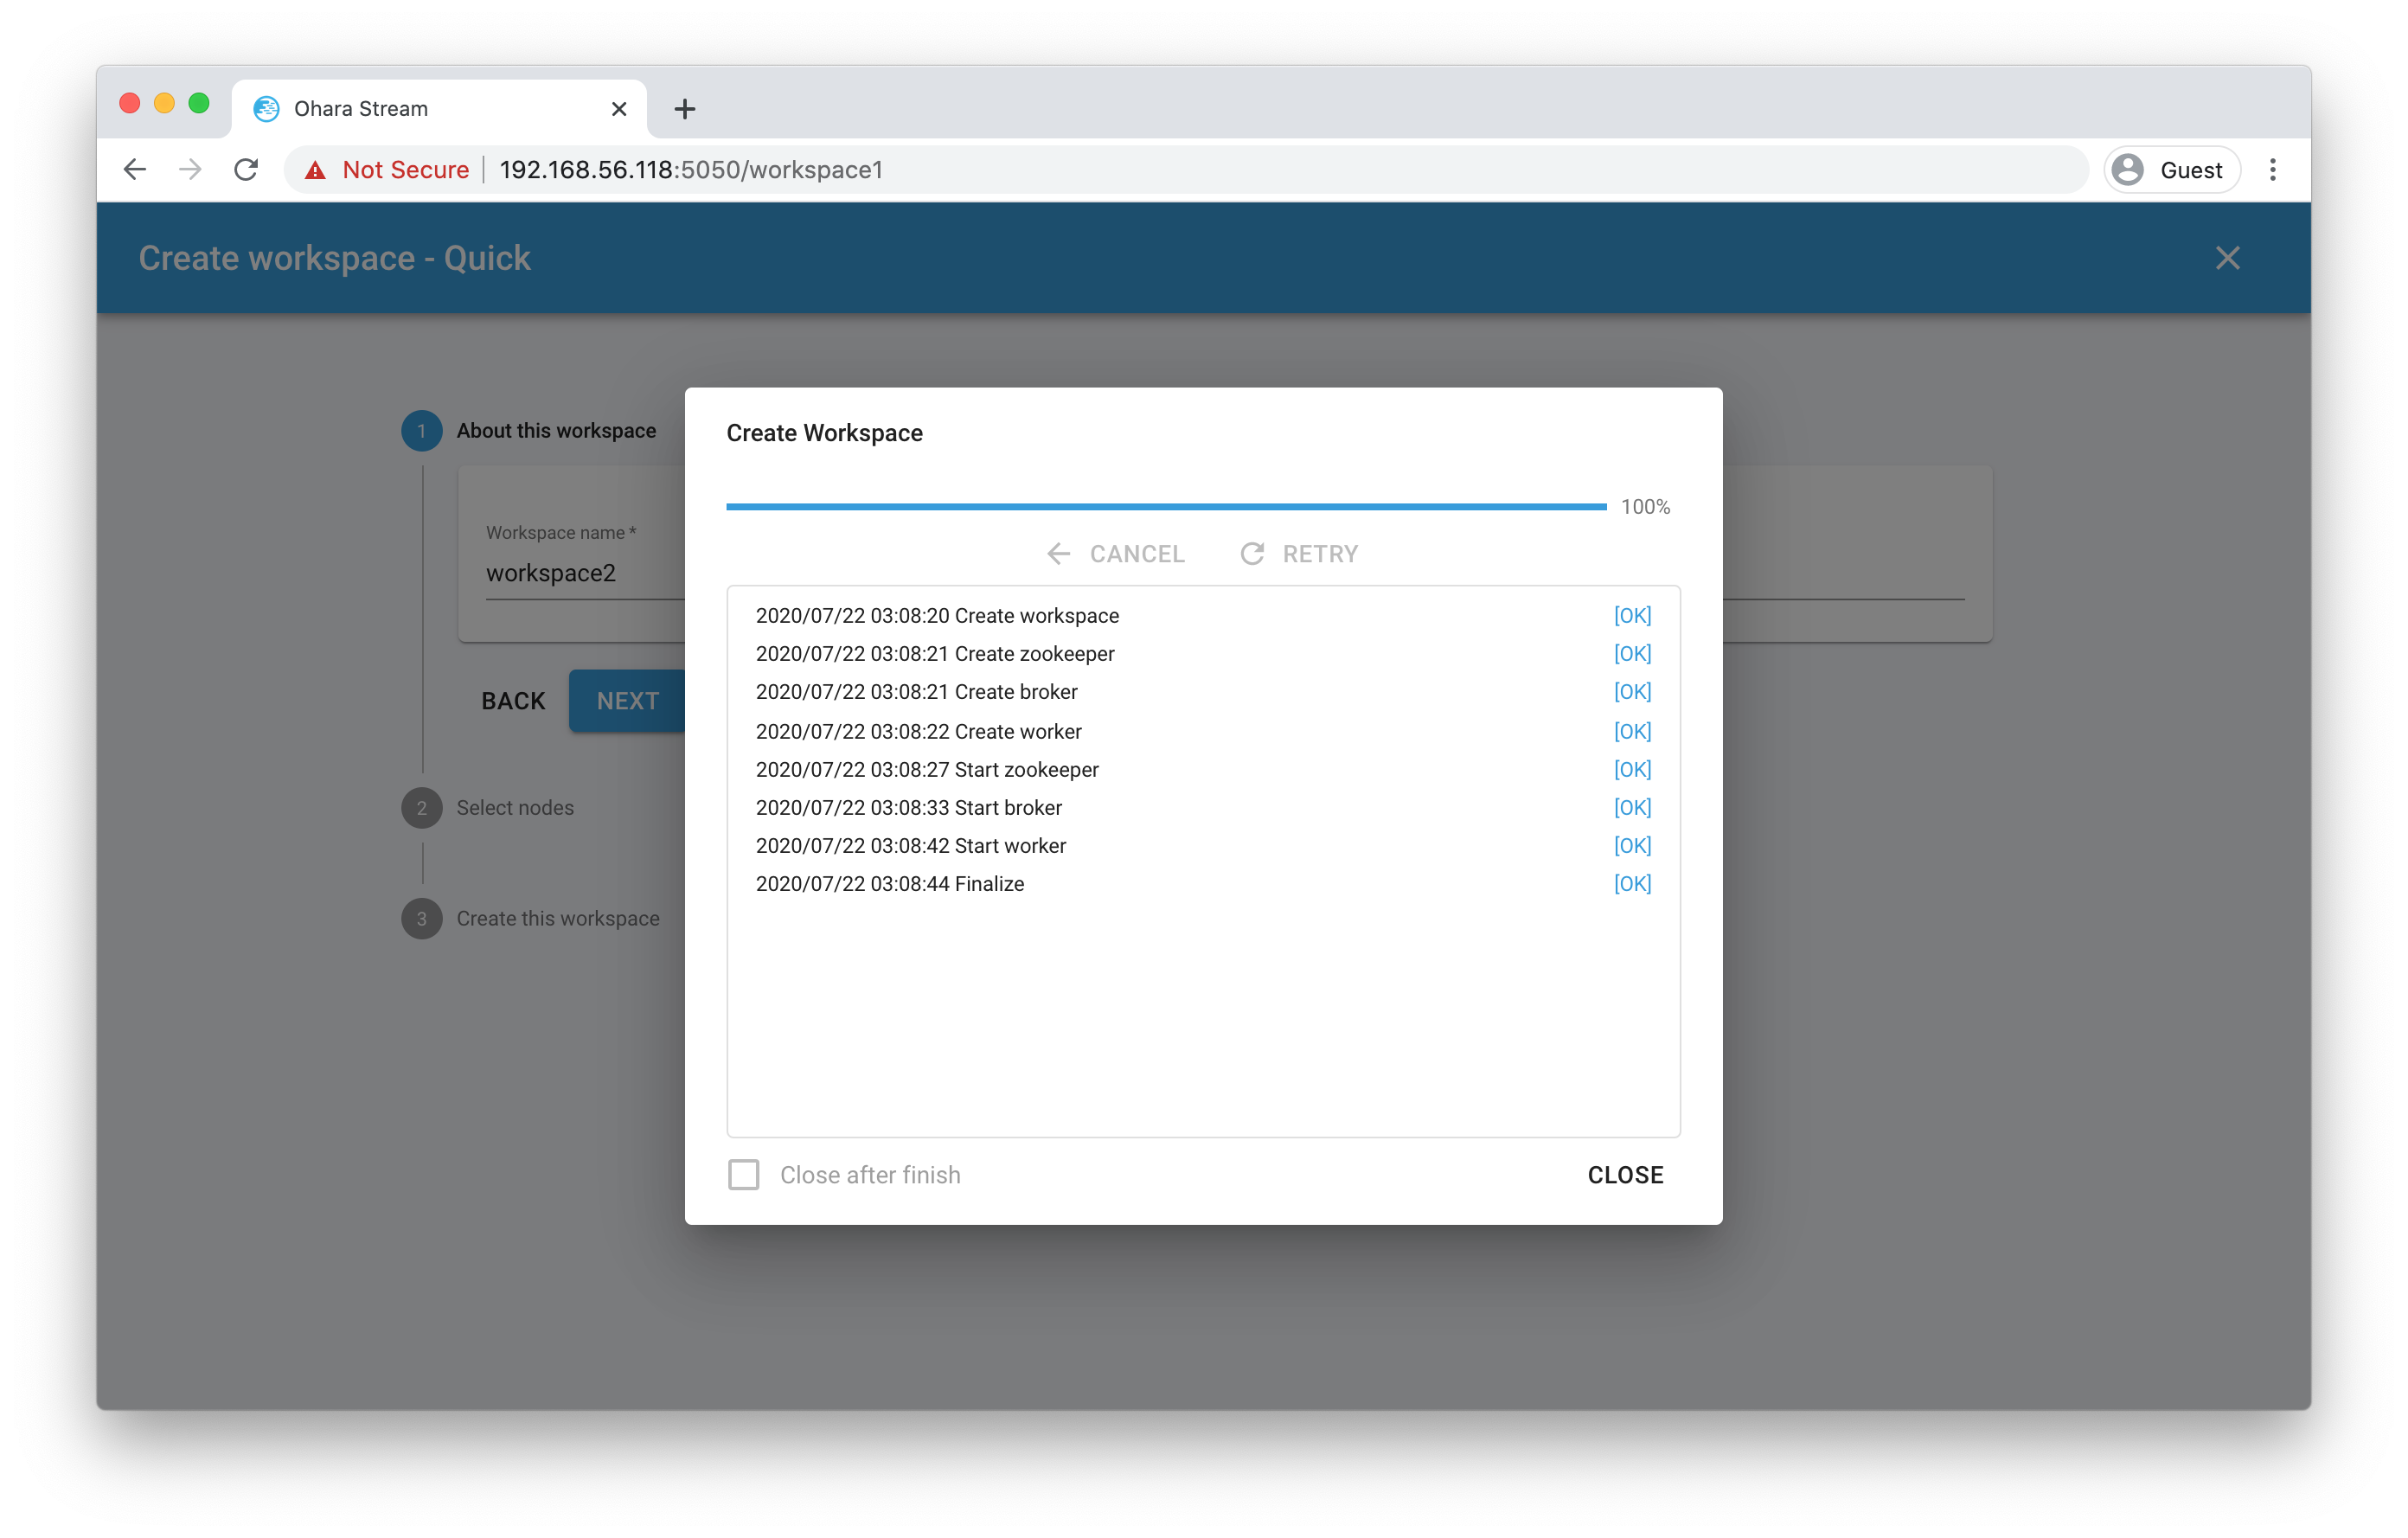 Ohara Stream
Not Secure
192.168.56.118:5050/workspace1
Guest
Create workspace - Quick
1 About this workspace
Workspace name *
workspace2
BACK NEXT
2 Select nodes
3 Create this workspace
Create Workspace
100%
CANCEL RETRY
2020/07/22 03:08:20 Create workspace [OK]
2020/07/22 03:08:21 Create zookeeper [OK]
2020/07/22 03:08:21 Create broker [OK]
2020/07/22 03:08:22 Create worker [OK]
2020/07/22 03:08:27 Start zookeeper [OK]
2020/07/22 03:08:33 Start broker [OK]
2020/07/22 03:08:42 Start worker [OK]
2020/07/22 03:08:44 Finalize [OK]
Close after finish CLOSE